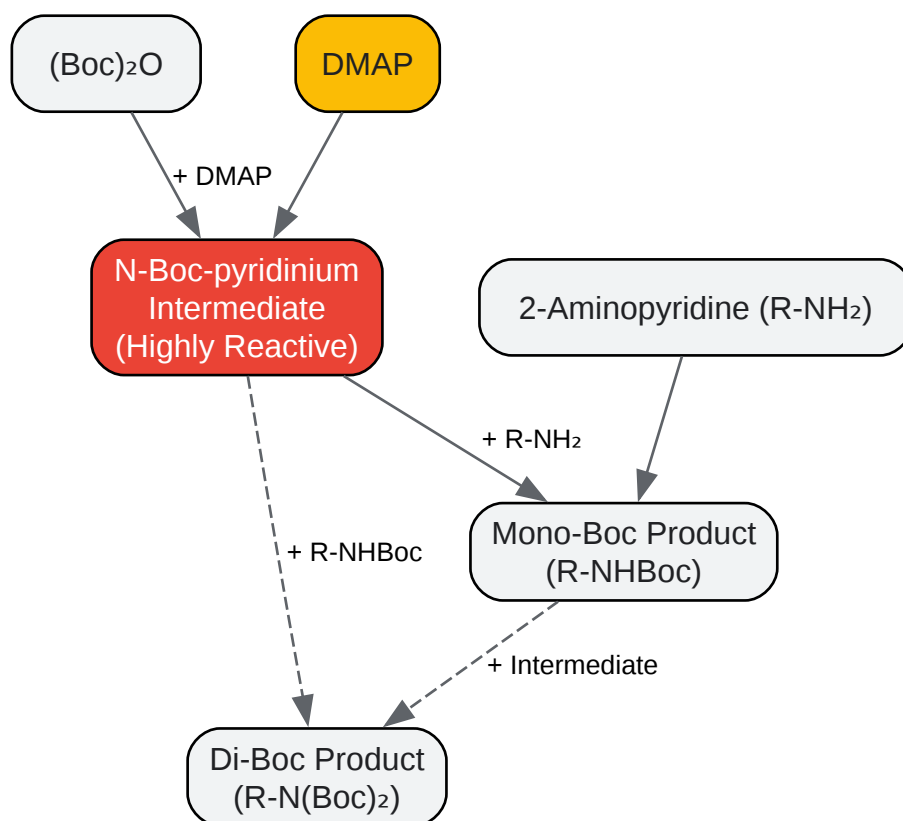 (Boc)₂O
DMAP
+ DMAP
N-Boc-pyridinium
Intermediate
(Highly Reactive)
2-Aminopyridine (R-NH₂)
+ R-NH₂
Mono-Boc Product
(R-NHBoc)
+ R-NHBoc
+ Intermediate
Di-Boc Product
(R-N(Boc)₂)